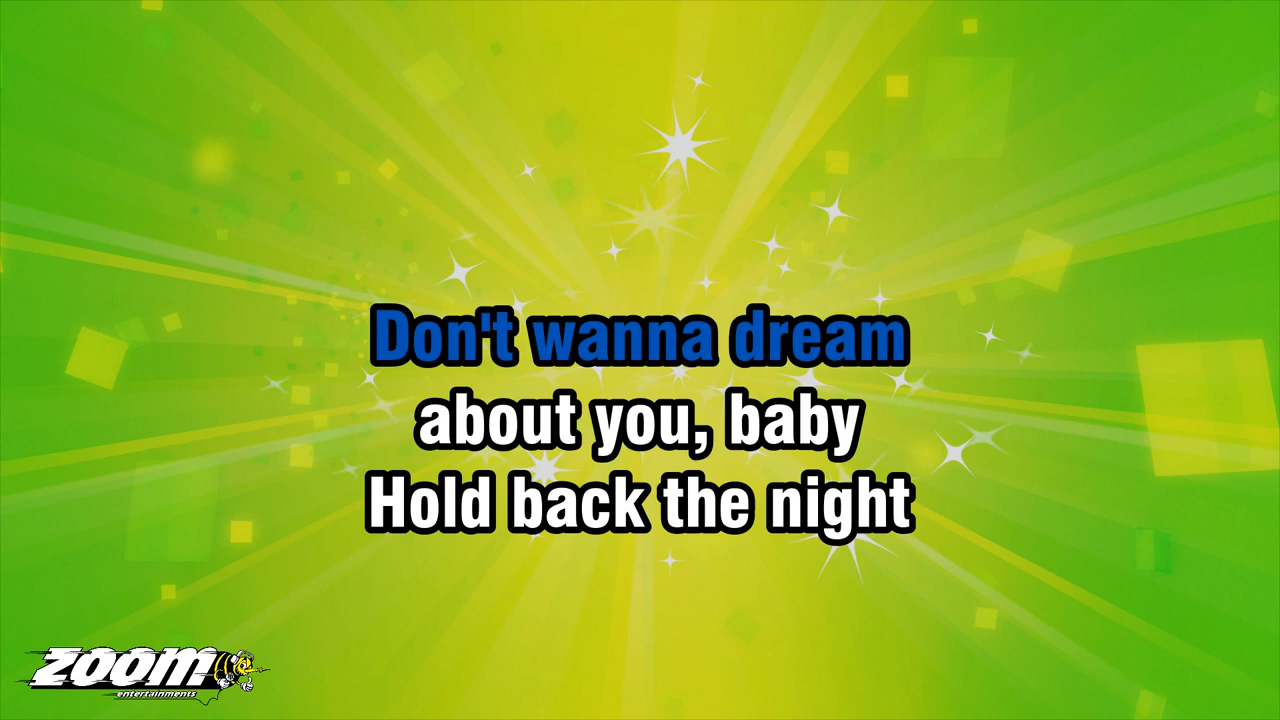 Don't wanna dream
about you, baby
Hold back the night
zoom
entertainments